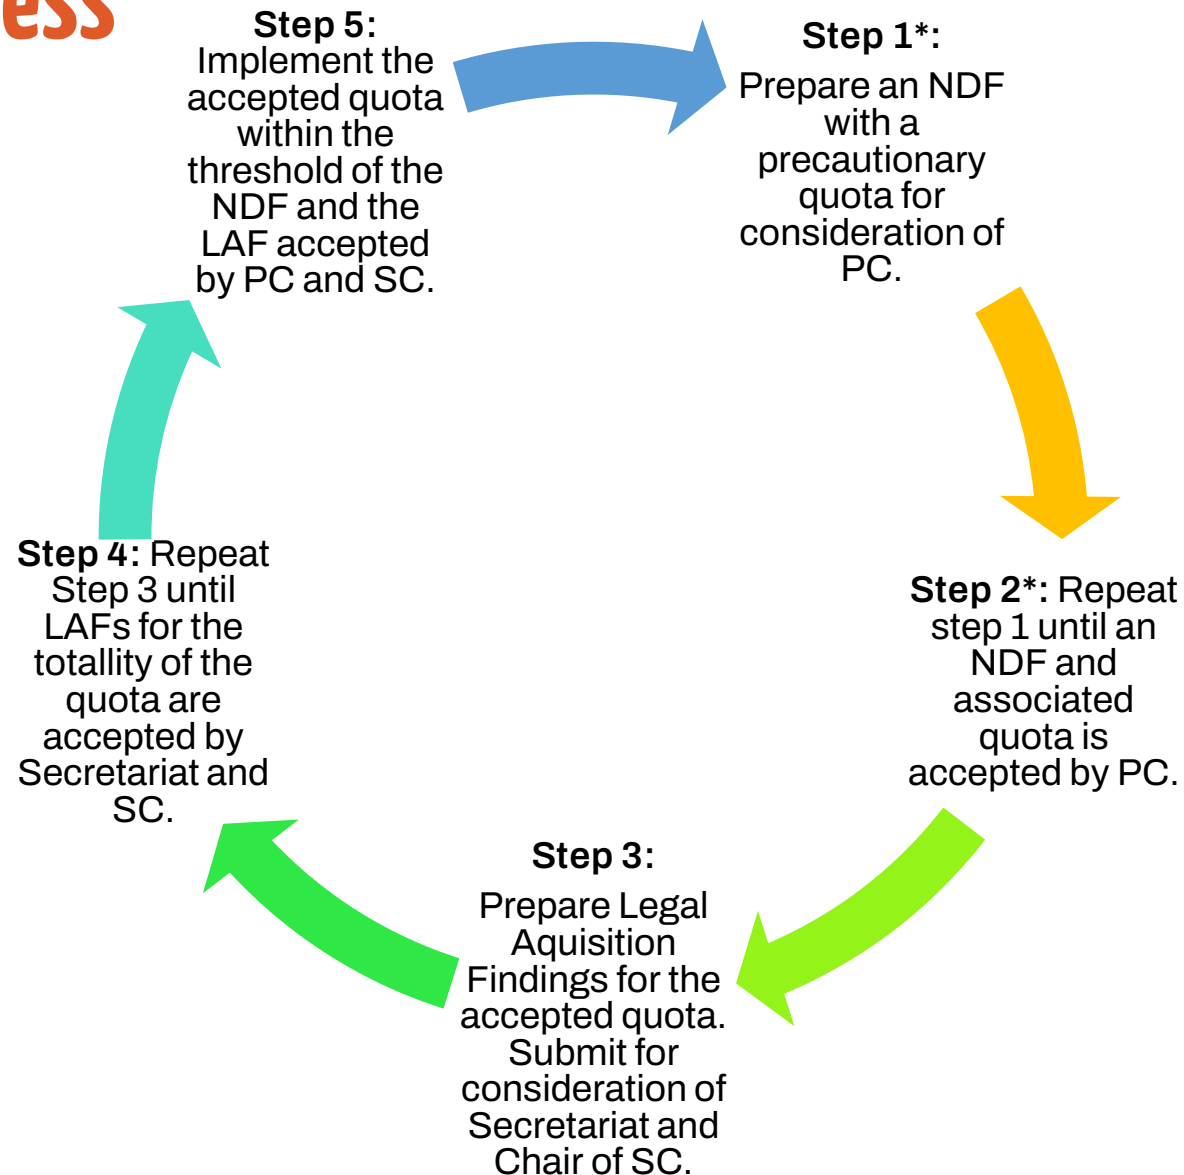 ess
Step 1*:
Prepare an NDF
with a
precautionary
quota for
consideration of
PC.
Step 2*: Repeat
step 1 until an
NDF and
associated
quota is
accepted by PC.
Step 3:
Prepare Legal
Aquisition
Findings for the
accepted quota.
Submit for
consideration of
Secretariat and
Chair of SC.
Step 4: Repeat
Step 3 until
LAFs for the
totallity of the
quota are
accepted by
Secretariat and
SC.
Step 5:
Implement the
accepted quota
within the
threshold of the
NDF and the
LAF accepted
by PC and SC.